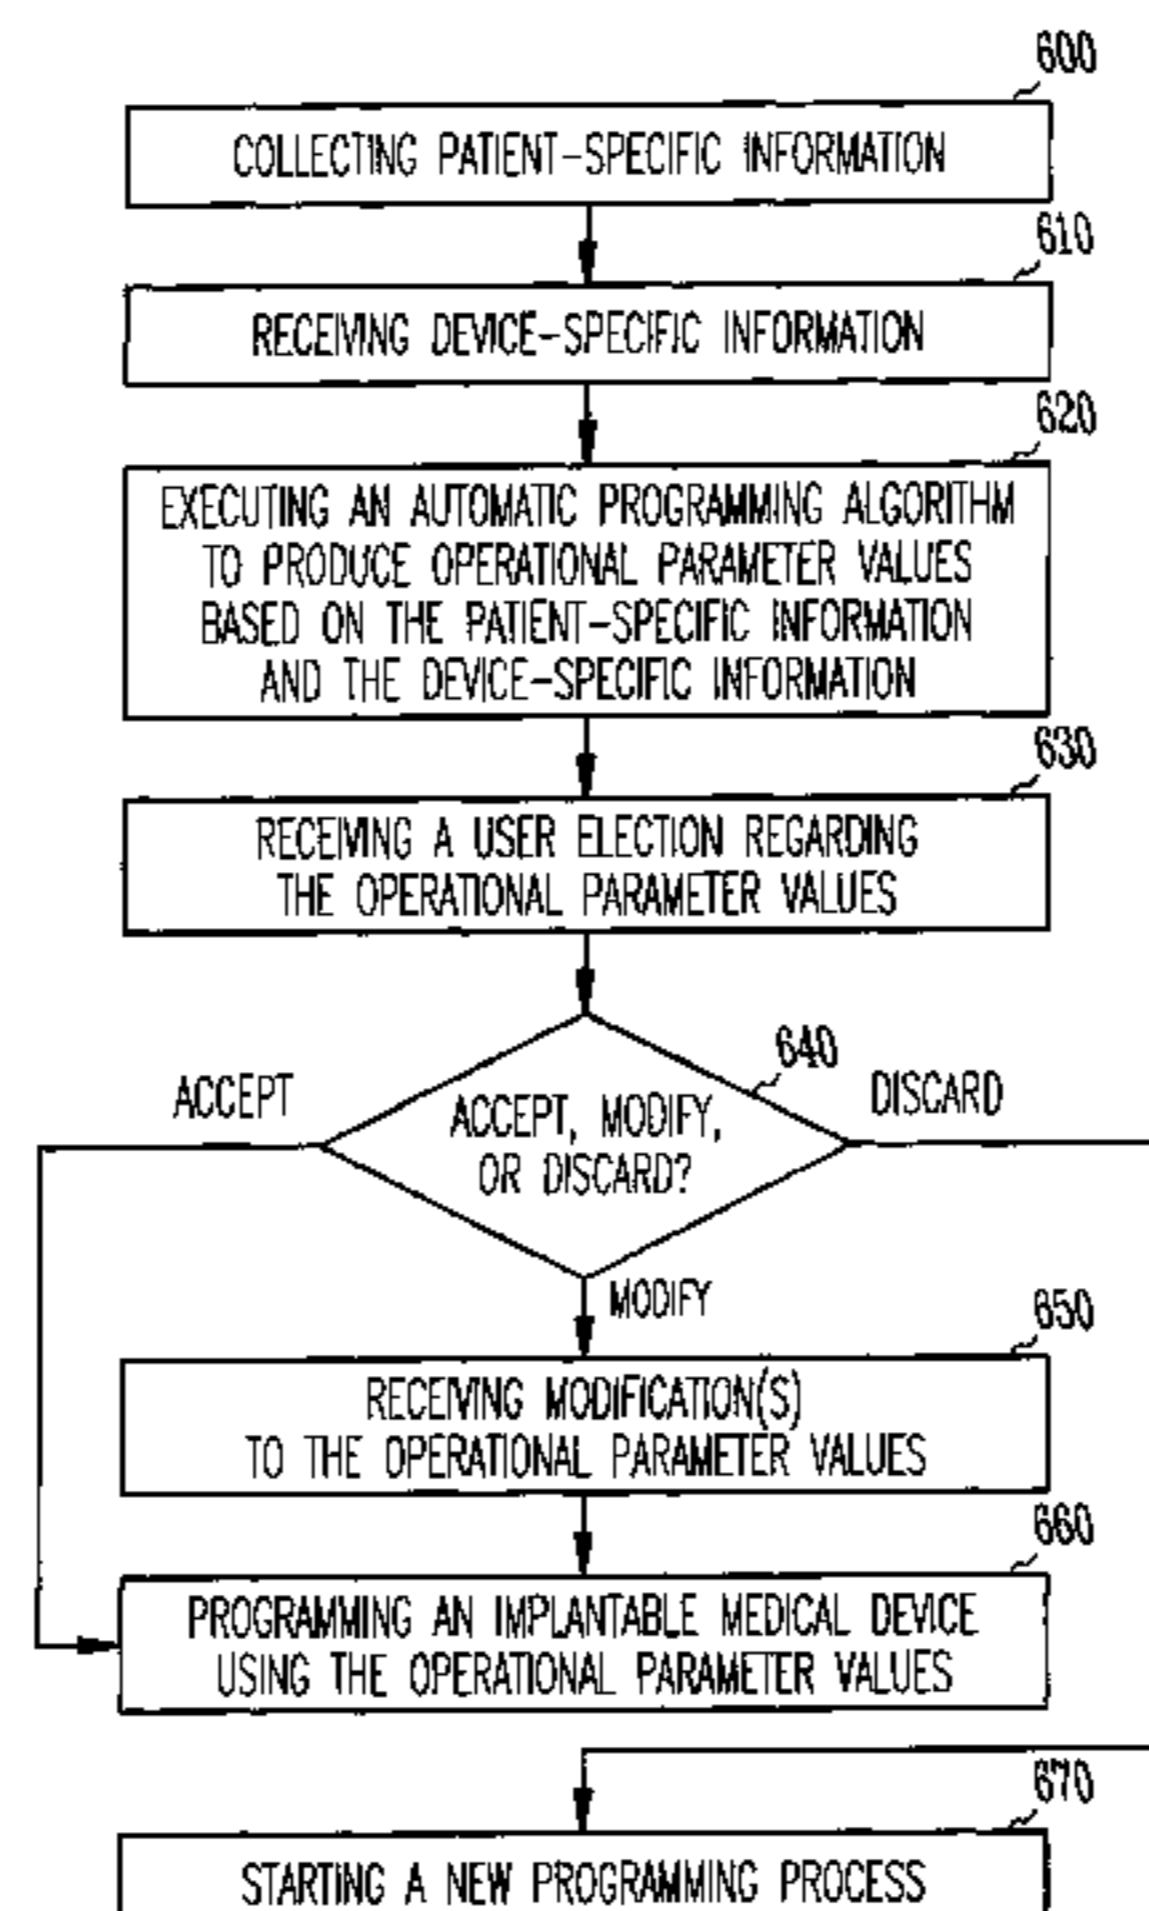 600
COLLECTING PATIENT-SPECIFIC INFORMATION
610
RECEIVING DEVICE-SPECIFIC INFORMATION
620
EXECUTING AN AUTOMATIC PROGRAMMING ALGORITHM
TO PRODUCE OPERATIONAL PARAMETER VALUES
BASED ON THE PATIENT-SPECIFIC INFORMATION
AND THE DEVICE-SPECIFIC INFORMATION
630
RECEIVING A USER ELECTION REGARDING
THE OPERATIONAL PARAMETER VALUES
640
ACCEPT
DISCARD
ACCEPT, MODIFY,
OR DISCARD?
MODIFY
650
RECEIVING MODIFICATION(S)
TO THE OPERATIONAL PARAMETER VALUES
660
PROGRAMMING AN IMPLANTABLE MEDICAL DEVICE
USING THE OPERATIONAL PARAMETER VALUES
670
STARTING A NEW PROGRAMMING PROCESS